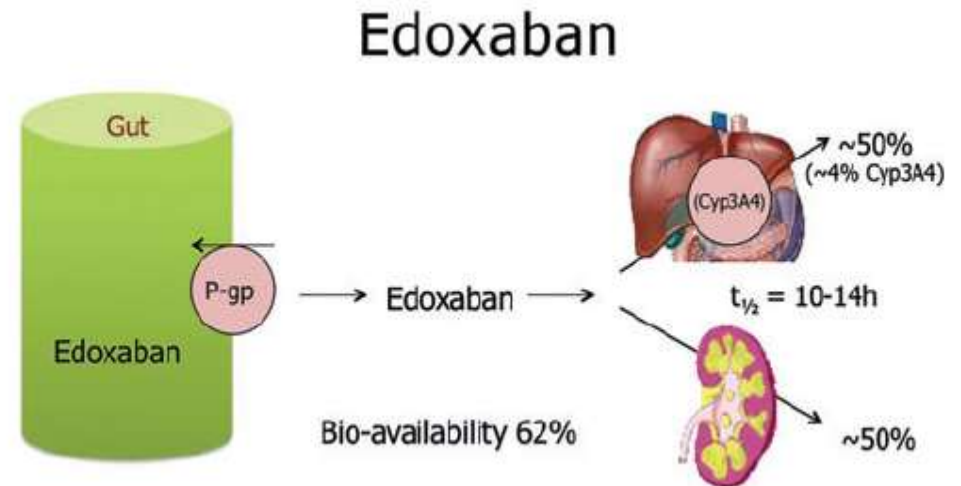 Edoxaban
Gut
P-gp
Edoxaban
Edoxaban
(Cyp3A4)
~50%
(~4% Cyp3A4)
t½ = 10-14h
Bio-availability 62%
~50%